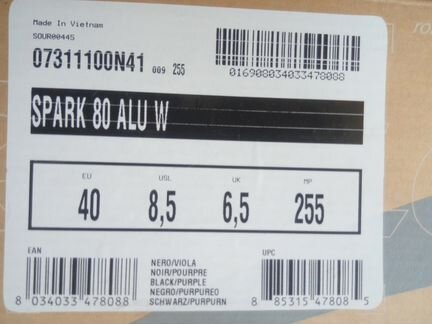 Made In Vietnam
SOUR00445
07311100N41 009 255
016908034033478088
SPARK 80 ALU W
EU USL UK MP
40 8,5 6,5 255
EAN UPC
NERO/VIOLA
NOIR/POURPRE
BLACK/PURPLE
NEGRO/PURPUREO
SCHWARZ/PURPURN
8 034033 478088
8 85315 47808 5